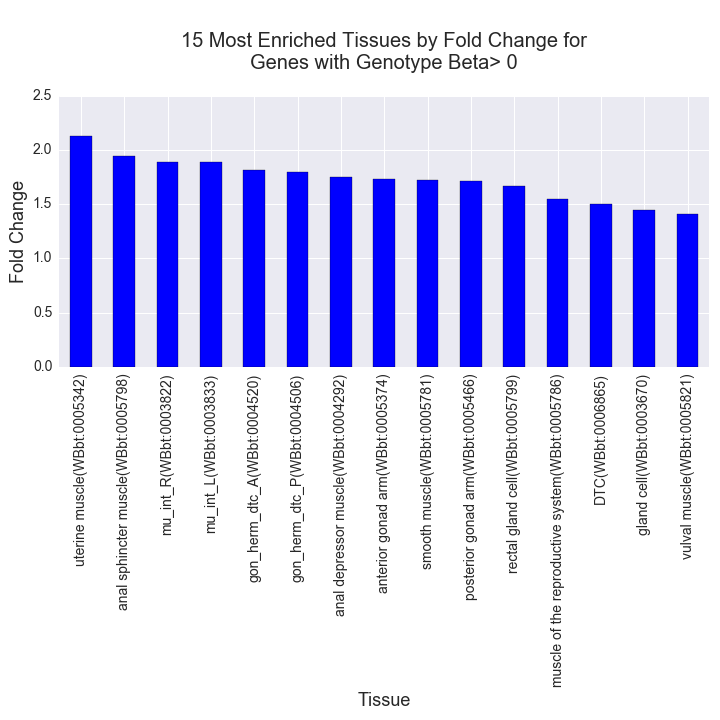 15 Most Enriched Tissues by Fold Change for
Genes with Genotype Beta> 0
Fold Change
2.5
2.0
1.5
1.0
0.5
0.0
uterine muscle(WBbt:0005342)
anal sphincter muscle(WBbt:0005798)
mu_int_R(WBbt:0003822)
mu_int_L(WBbt:0003833)
gon_herm_dtc_A(WBbt:0004520)
gon_herm_dtc_P(WBbt:0004506)
anal depressor muscle(WBbt:0004292)
anterior gonad arm(WBbt:0005374)
smooth muscle(WBbt:0005781)
posterior gonad arm(WBbt:0005466)
rectal gland cell(WBbt:0005799)
muscle of the reproductive system(WBbt:0005786)
DTC(WBbt:0006865)
gland cell(WBbt:0003670)
vulval muscle(WBbt:0005821)
Tissue